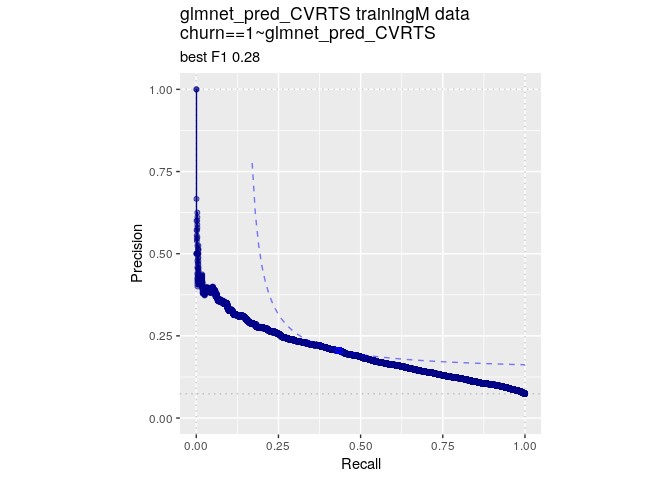 glmnet_pred_CVRTS trainingM data
churn==1~glmnet_pred_CVRTS
best F1 0.28
1.00
0.75
0.50
0.25
0.00
Precision
0.00 0.25 0.50 0.75 1.00
Recall